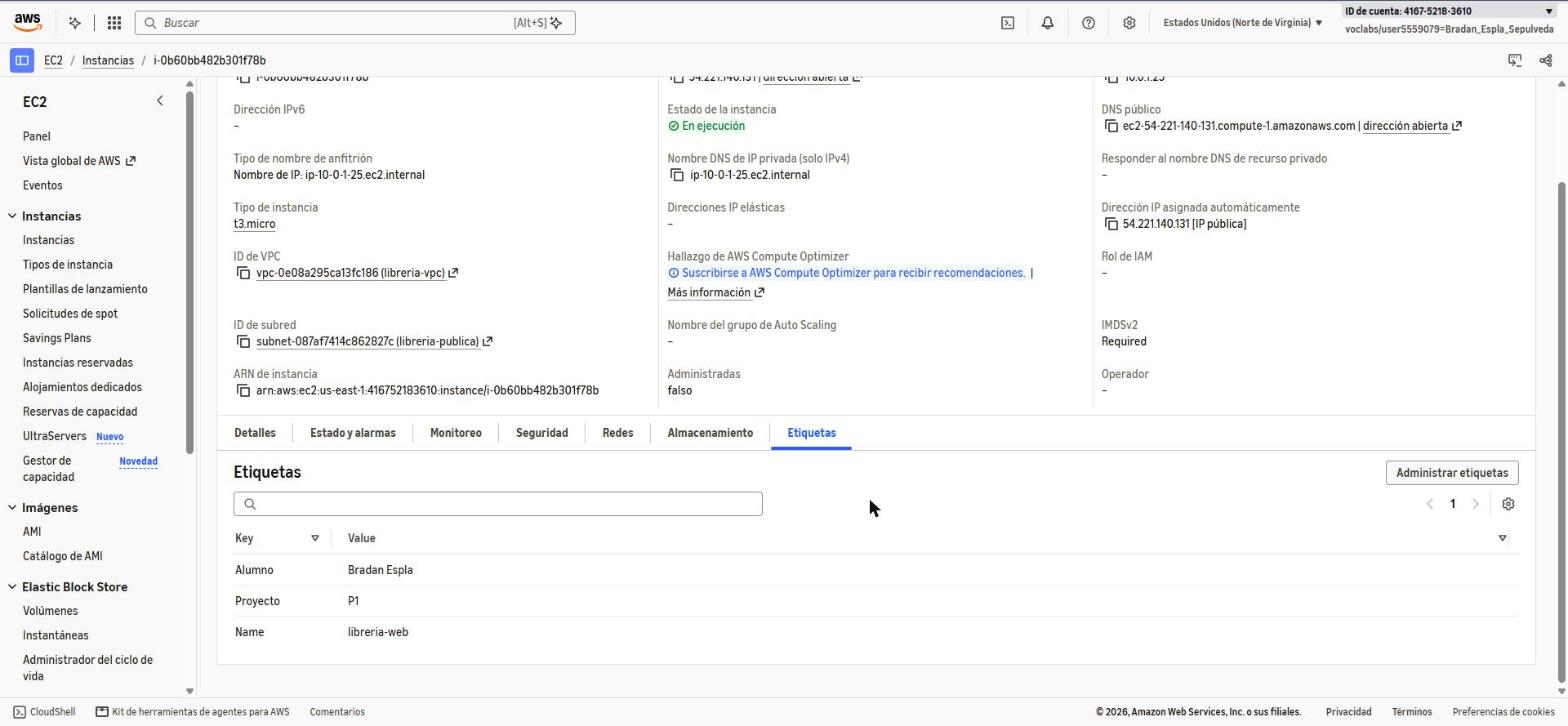 aws
Buscar [Alt+S]
Estados Unidos (Norte de Virginia)
ID de cuenta: 4167-5218-3610
voclabs/user5559079=Bradan_Espla_Sepulveda
EC2 / Instancias / i-0b60bb482b301f78b
EC2
Panel
Vista global de AWS
Eventos
Instancias
Instancias
Tipos de instancia
Plantillas de lanzamiento
Solicitudes de spot
Savings Plans
Instancias reservadas
Alojamientos dedicados
Reservas de capacidad
UltraServers Nuevo
Gestor de capacidad Novedad
Imágenes
AMI
Catálogo de AMI
Elastic Block Store
Volúmenes
Instantáneas
Administrador del ciclo de vida
i-0b60bb482b301f78b
54.221.140.131 | dirección abierta
10.0.1.25
Dirección IPv6
–
Estado de la instancia
En ejecución
DNS público
ec2-54-221-140-131.compute-1.amazonaws.com | dirección abierta
Tipo de nombre de anfitrión
Nombre de IP: ip-10-0-1-25.ec2.internal
Nombre DNS de IP privada (solo IPv4)
ip-10-0-1-25.ec2.internal
Responder al nombre DNS de recurso privado
–
Tipo de instancia
t3.micro
Direcciones IP elásticas
–
Dirección IP asignada automáticamente
54.221.140.131 [IP pública]
ID de VPC
vpc-0e08a295ca13fc186 (libreria-vpc)
Hallazgo de AWS Compute Optimizer
Suscribirse a AWS Compute Optimizer para recibir recomendaciones. |
Más información
Rol de IAM
–
ID de subred
subnet-087af7414c862827c (libreria-publica)
Nombre del grupo de Auto Scaling
–
IMDSv2
Required
ARN de instancia
arn:aws:ec2:us-east-1:416752183610:instance/i-0b60bb482b301f78b
Administradas
falso
Operador
–
Detalles Estado y alarmas Monitoreo Seguridad Redes Almacenamiento Etiquetas
Etiquetas
Administrar etiquetas
1
Key Value
Alumno Bradan Espla
Proyecto P1
Name libreria-web
CloudShell Kit de herramientas de agentes para AWS Comentarios
© 2026, Amazon Web Services, Inc. o sus filiales. Privacidad Términos Preferencias de cookies